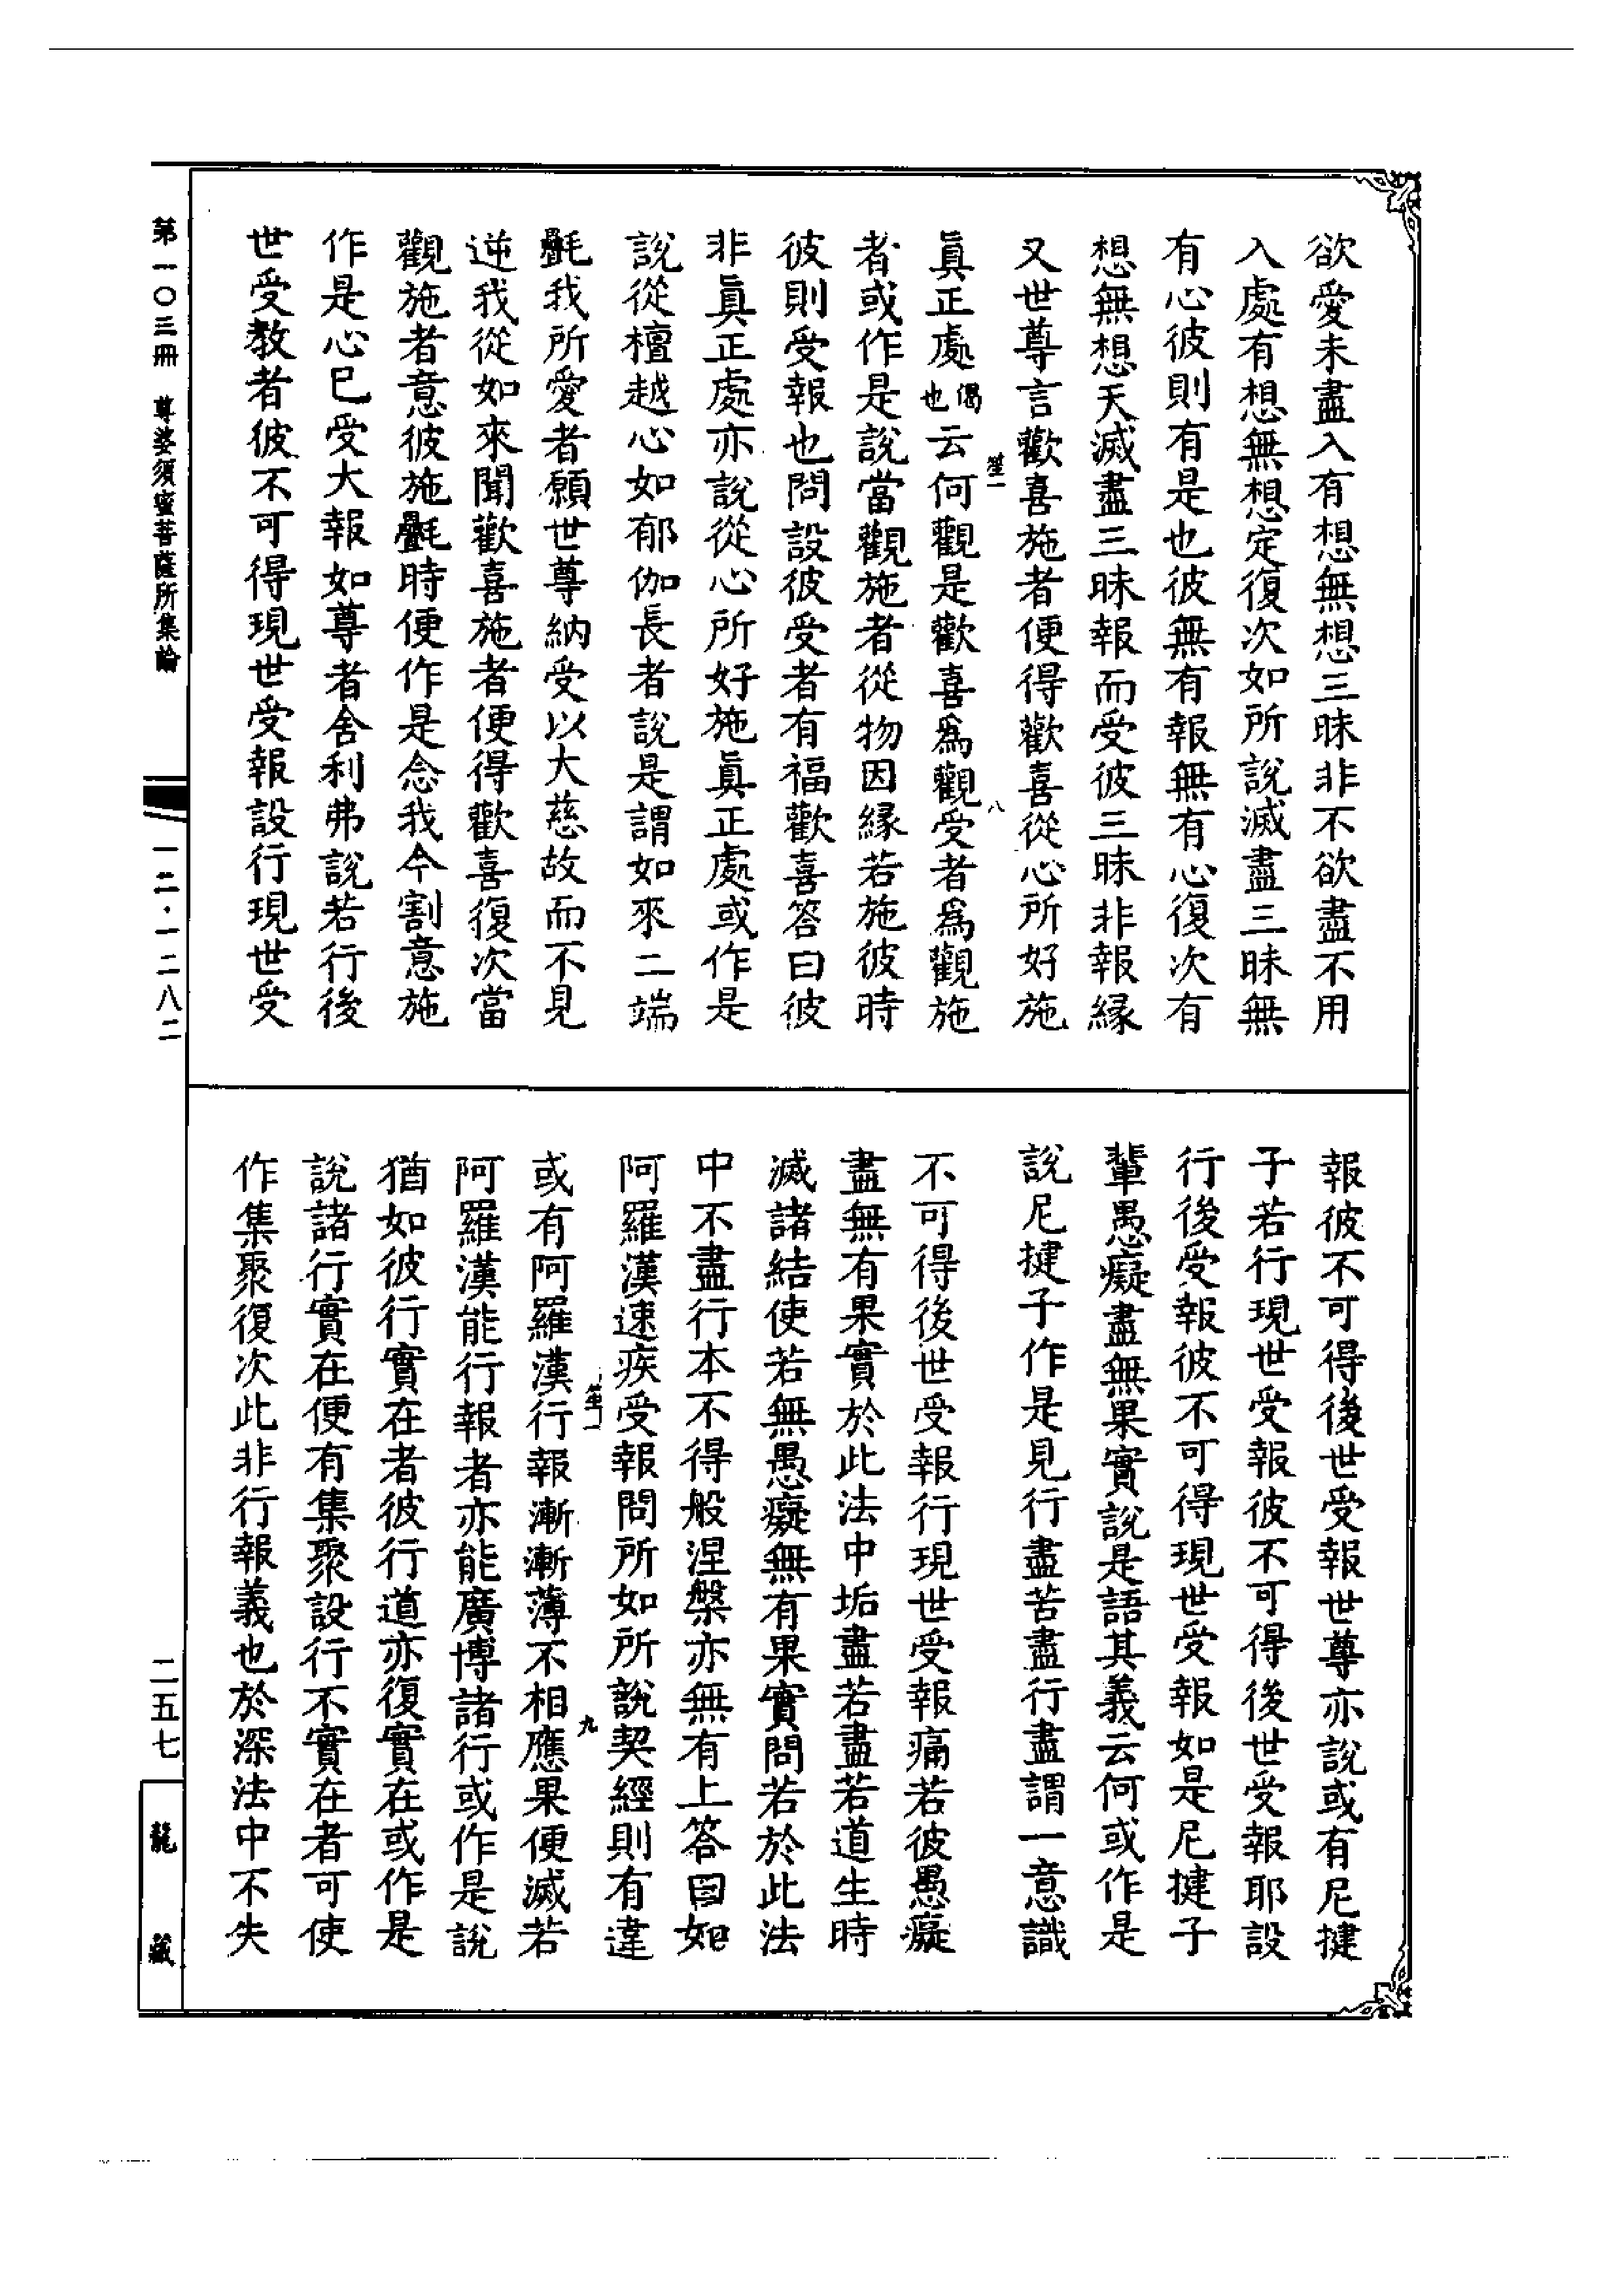 欲愛未盡入有想無想三昧非不欲盡不用
入處有想無想定復次如所說滅盡三昧無
有心彼則有是也彼無有報無有心復次有
想無想天滅盡三昧報而受彼三昧非報緣
又世尊言歡喜施者便得歡喜從心所好施
真正處偈也云何觀是歡喜為觀受者為觀施
者或作是說當觀施者從物因緣若施彼時
彼則受報也問設彼受者有福歡喜答曰彼
非真正處亦說從心所好施真正處或作是
說從檀越心如郁伽長者說是謂如來二端
㲲我所愛者願世尊納受以大慈故而不見
逆我從如來聞歡喜施者便得歡喜復次當
觀施者意彼施㲲時便作是念我今割意施
作是心已受大報如尊者舍利弗說若行後
世受教者彼不可得現世受報設行現世受
笙一
八
報彼不可得後世受報世尊亦說或有尼揵
子若行現世受報彼不可得後世受報耶設
行後受報彼不可得現世受報如是尼揵子
輩愚癡盡無果實說是語其義云何或作是
說尼揵子作是見行盡苦盡行盡謂一意識
不可得後世受報行現世受報痛若彼愚癡
盡無有果實於此法中垢盡若盡若道生時
滅諸結使若無愚癡無有果實問若於此法
中不盡行本不得般涅槃亦無有上答曰如
阿羅漢速疾受報問所如所說契經則有違
或有阿羅漢行報漸漸薄不相應果便滅若
阿羅漢能行報者亦能廣博諸行或作是說
猶如彼行實在者彼行道亦復實在或作是
說諸行實在便有集聚設行不實在者可使
作集聚復次此非行報義也於深法中不失
笙一
九
第一〇三冊 尊婆須蜜菩薩所集論
一二·一二八二
二五七
龍藏